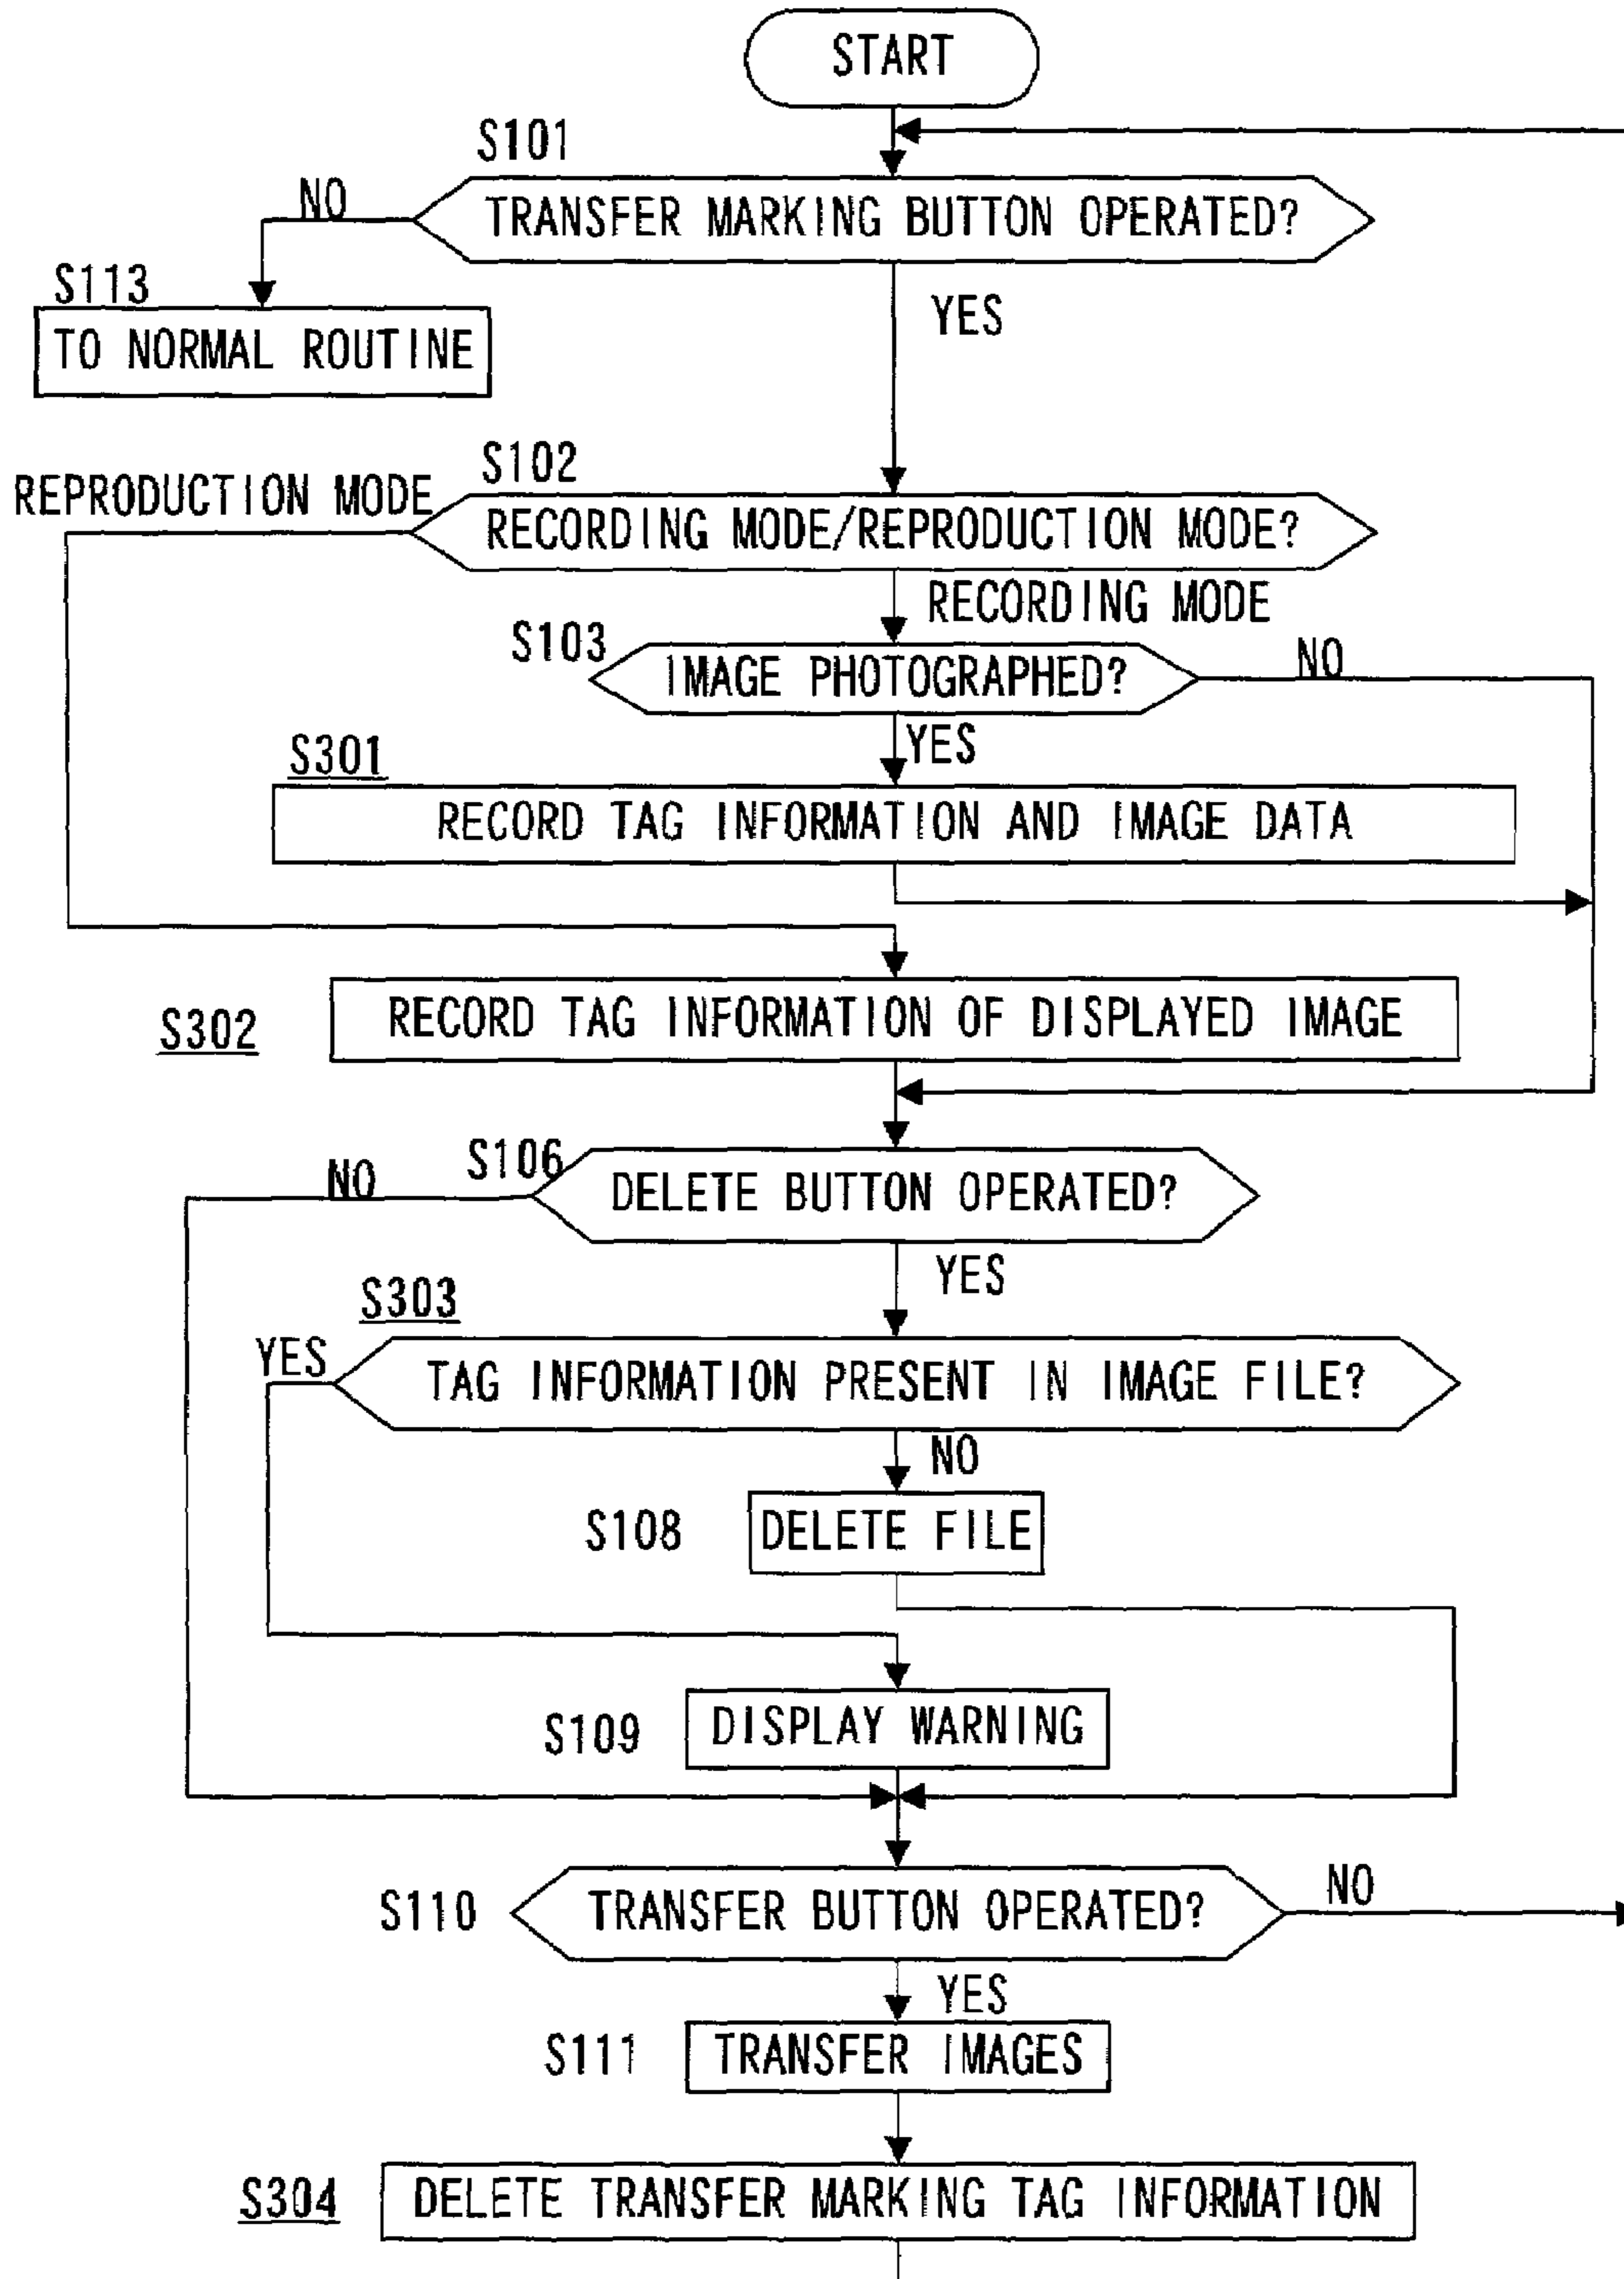 START
S101
NO
TRANSFER MARKING BUTTON OPERATED?
S113
YES
TO NORMAL ROUTINE
S102
REPRODUCTION MODE
RECORDING MODE/REPRODUCTION MODE?
RECORDING MODE
S103
IMAGE PHOTOGRAPHED?
NO
YES
S301
RECORD TAG INFORMATION AND IMAGE DATA
S302
RECORD TAG INFORMATION OF DISPLAYED IMAGE
S106
NO
DELETE BUTTON OPERATED?
YES
S303
YES
TAG INFORMATION PRESENT IN IMAGE FILE?
NO
S108
DELETE FILE
S109
DISPLAY WARNING
S110
TRANSFER BUTTON OPERATED?
NO
YES
S111
TRANSFER IMAGES
S304
DELETE TRANSFER MARKING TAG INFORMATION